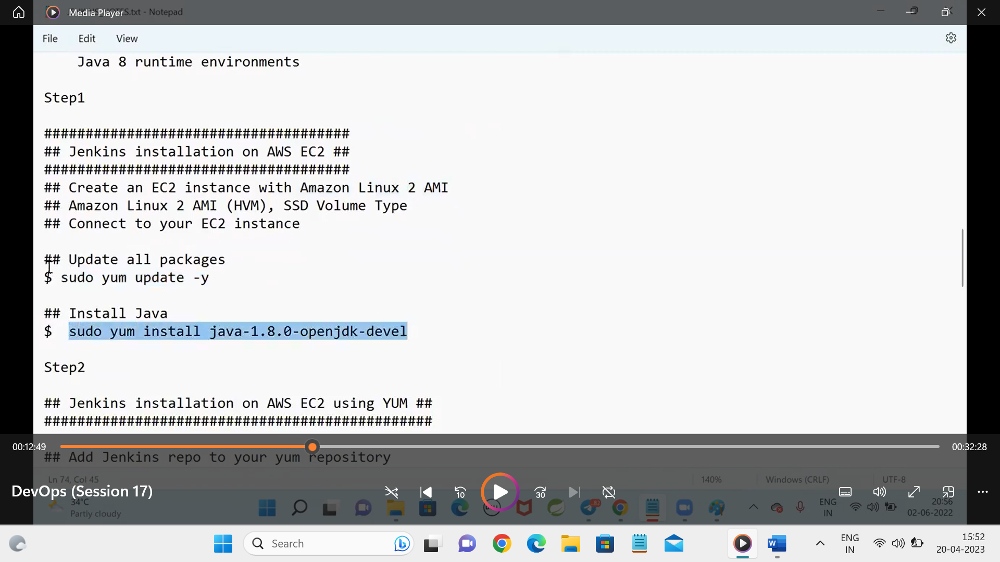 JENKINS_NOTES.txt - Notepad
Media Player
File Edit View
Java 8 runtime environments
Step1
#####################################
## Jenkins installation on AWS EC2 ##
#####################################
## Create an EC2 instance with Amazon Linux 2 AMI
## Amazon Linux 2 AMI (HVM), SSD Volume Type
## Connect to your EC2 instance
## Update all packages
$ sudo yum update -y
## Install Java
$  sudo yum install java-1.8.0-openjdk-devel
Step2
## Jenkins installation on AWS EC2 using YUM ##
###############################################
00:12:49 00:32:28
## Add Jenkins repo to your yum repository
Ln 74, Col 45 140% Windows (CRLF) UTF-8
DevOps (Session 17)
10 30
34°C
Partly cloudy
ENG
IN
20:56
02-06-2022
Search
ENG
IN
15:52
20-04-2023